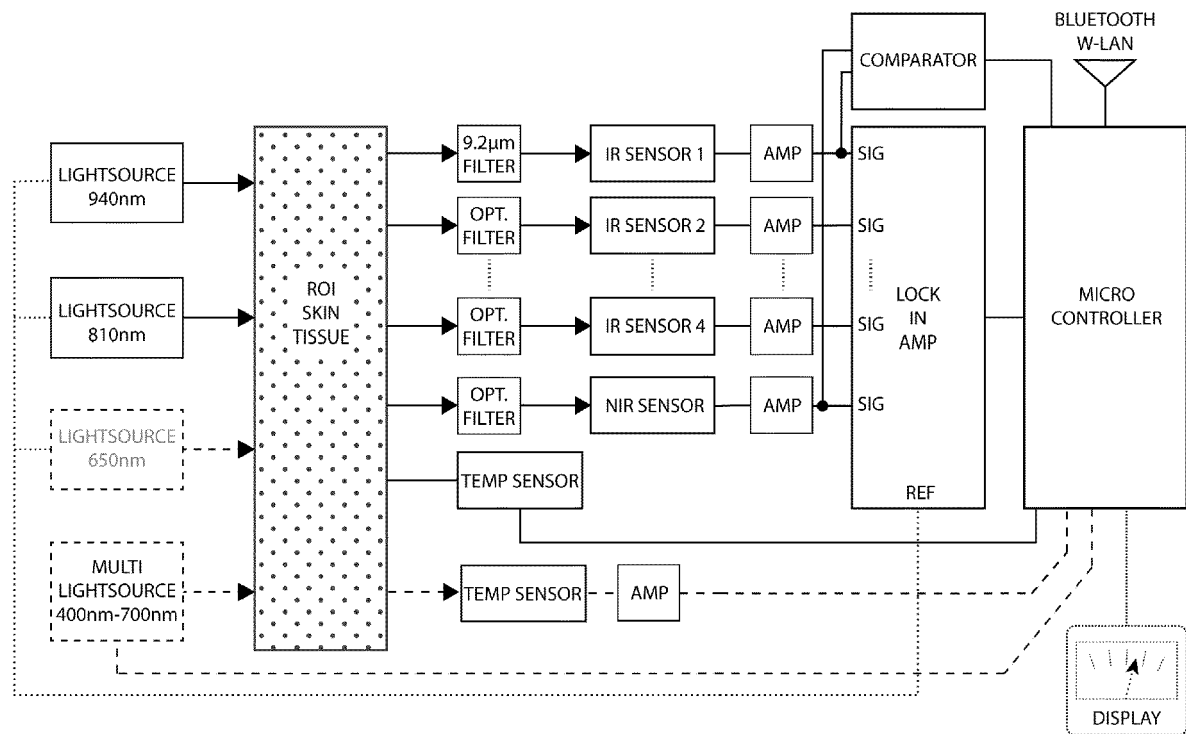 BLUETOOTH
W-LAN
COMPARATOR
LIGHTSOURCE
940nm
LIGHTSOURCE
810nm
LIGHTSOURCE
650nm
MULTI
LIGHTSOURCE
400nm-700nm
ROI
SKIN
TISSUE
9.2µm
FILTER
IR SENSOR 1
AMP
SIG
OPT.
FILTER
IR SENSOR 2
AMP
SIG
OPT.
FILTER
IR SENSOR 4
AMP
SIG
OPT.
FILTER
NIR SENSOR
AMP
SIG
LOCK
IN
AMP
REF
MICRO
CONTROLLER
TEMP SENSOR
TEMP SENSOR
AMP
DISPLAY